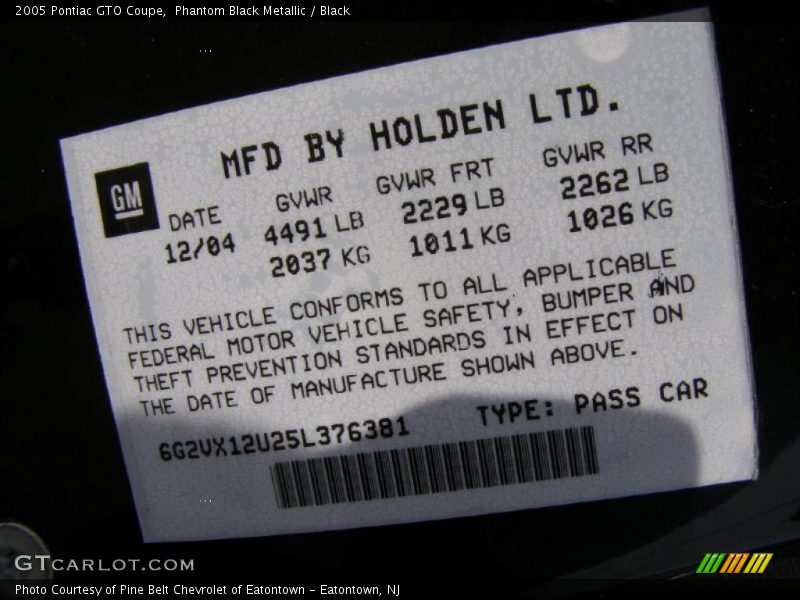 2005 Pontiac GTO Coupe,  Phantom Black Metallic / Black
MFD BY HOLDEN LTD.
GM
DATE GVWR GVWR FRT GVWR RR
12/04 4491 LB 2229 LB 2262 LB
2037 KG 1011 KG 1026 KG
THIS VEHICLE CONFORMS TO ALL APPLICABLE
FEDERAL MOTOR VEHICLE SAFETY, BUMPER AND
THEFT PREVENTION STANDARDS IN EFFECT ON
THE DATE OF MANUFACTURE SHOWN ABOVE.
6G2VX12U25L376381 TYPE: PASS CAR
GTCARLOT.COM
Photo Courtesy of Pine Belt Chevrolet of Eatontown – Eatontown, NJ